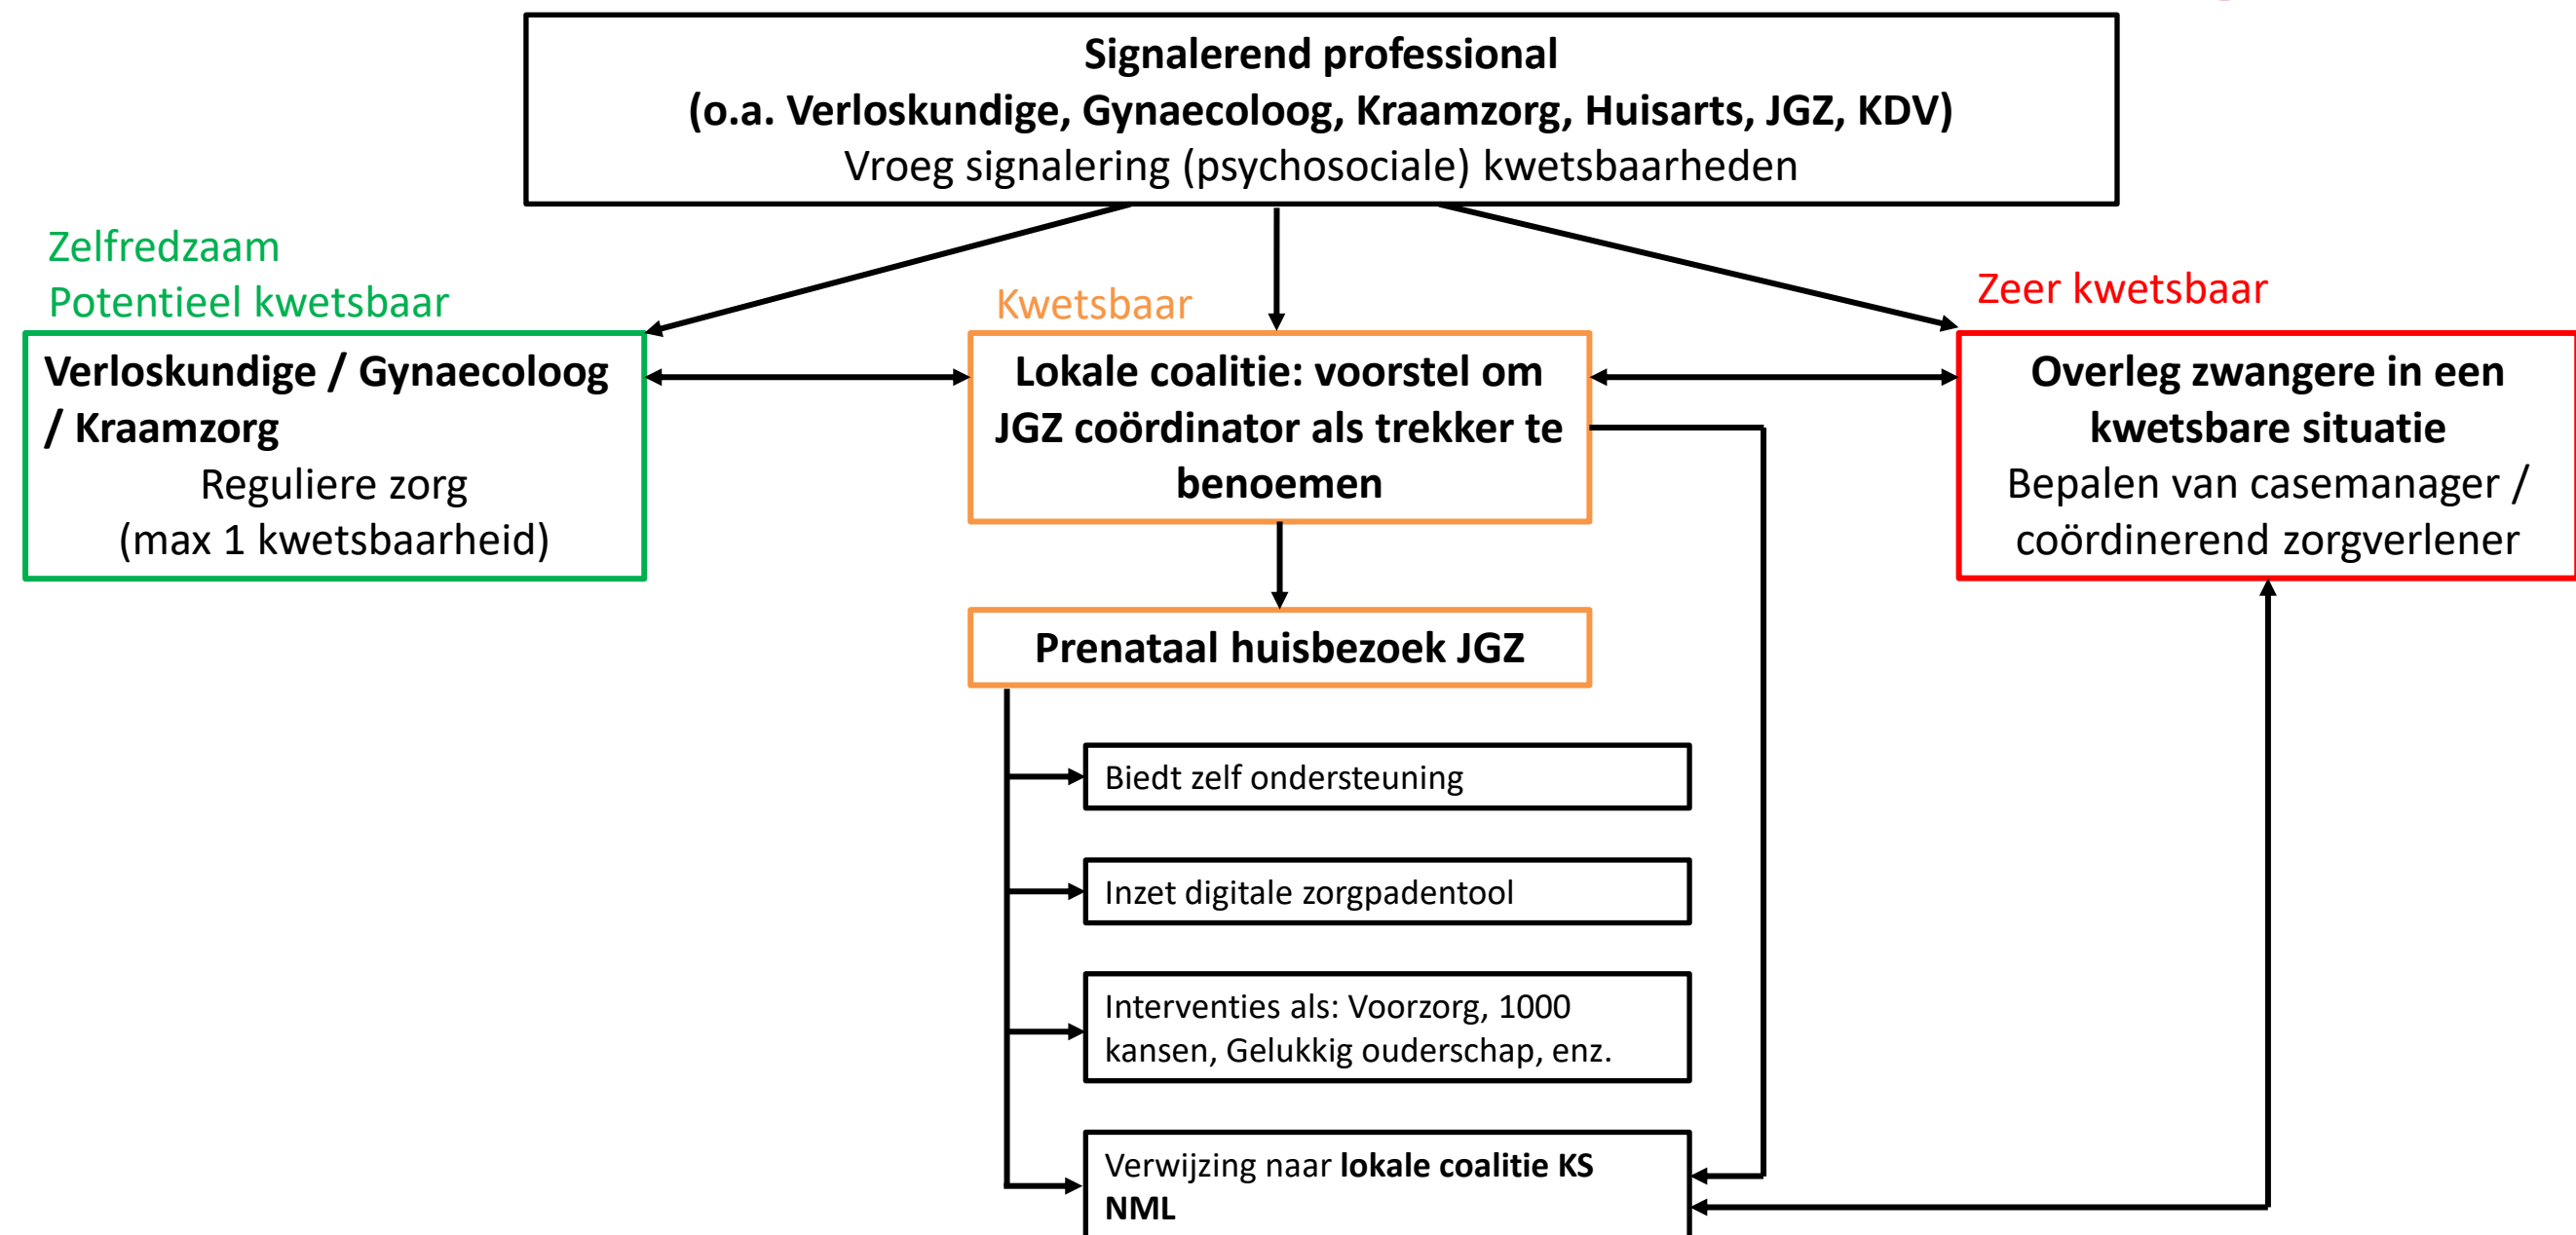 Signalerend professional
(o.a. Verloskundige, Gynaecoloog, Kraamzorg, Huisarts, JGZ, KDV)
Vroeg signalering (psychosociale) kwetsbaarheden
Zelfredzaam
Potentieel kwetsbaar
Verloskundige / Gynaecoloog
/ Kraamzorg
Reguliere zorg
(max 1 kwetsbaarheid)
Kwetsbaar
Lokale coalitie: voorstel om
JGZ coördinator als trekker te
benoemen
Zeer kwetsbaar
Overleg zwangere in een
kwetsbare situatie
Bepalen van casemanager /
coördinerend zorgverlener
Prenataal huisbezoek JGZ
Biedt zelf ondersteuning
Inzet digitale zorgpadentool
Interventies als: Voorzorg, 1000
kansen, Gelukkig ouderschap, enz.
Verwijzing naar lokale coalitie KS
NML